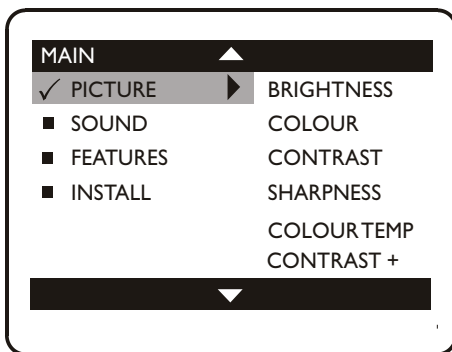 MAIN
PICTURE
SOUND
FEATURES
INSTALL
BRIGHTNESS
COLOUR
CONTRAST
SHARPNESS
COLOUR TEMP
CONTRAST +